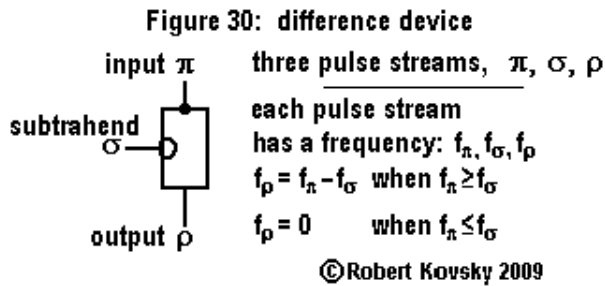 Figure 30: difference device
input π
three pulse streams, π, σ, ρ
subtrahend
σ
output ρ
each pulse stream
has a frequency: fπ, fσ, fρ
fρ = fπ – fσ when fπ ≥ fσ
fρ = 0 when fπ ≤ fσ
©Robert Kovsky 2009